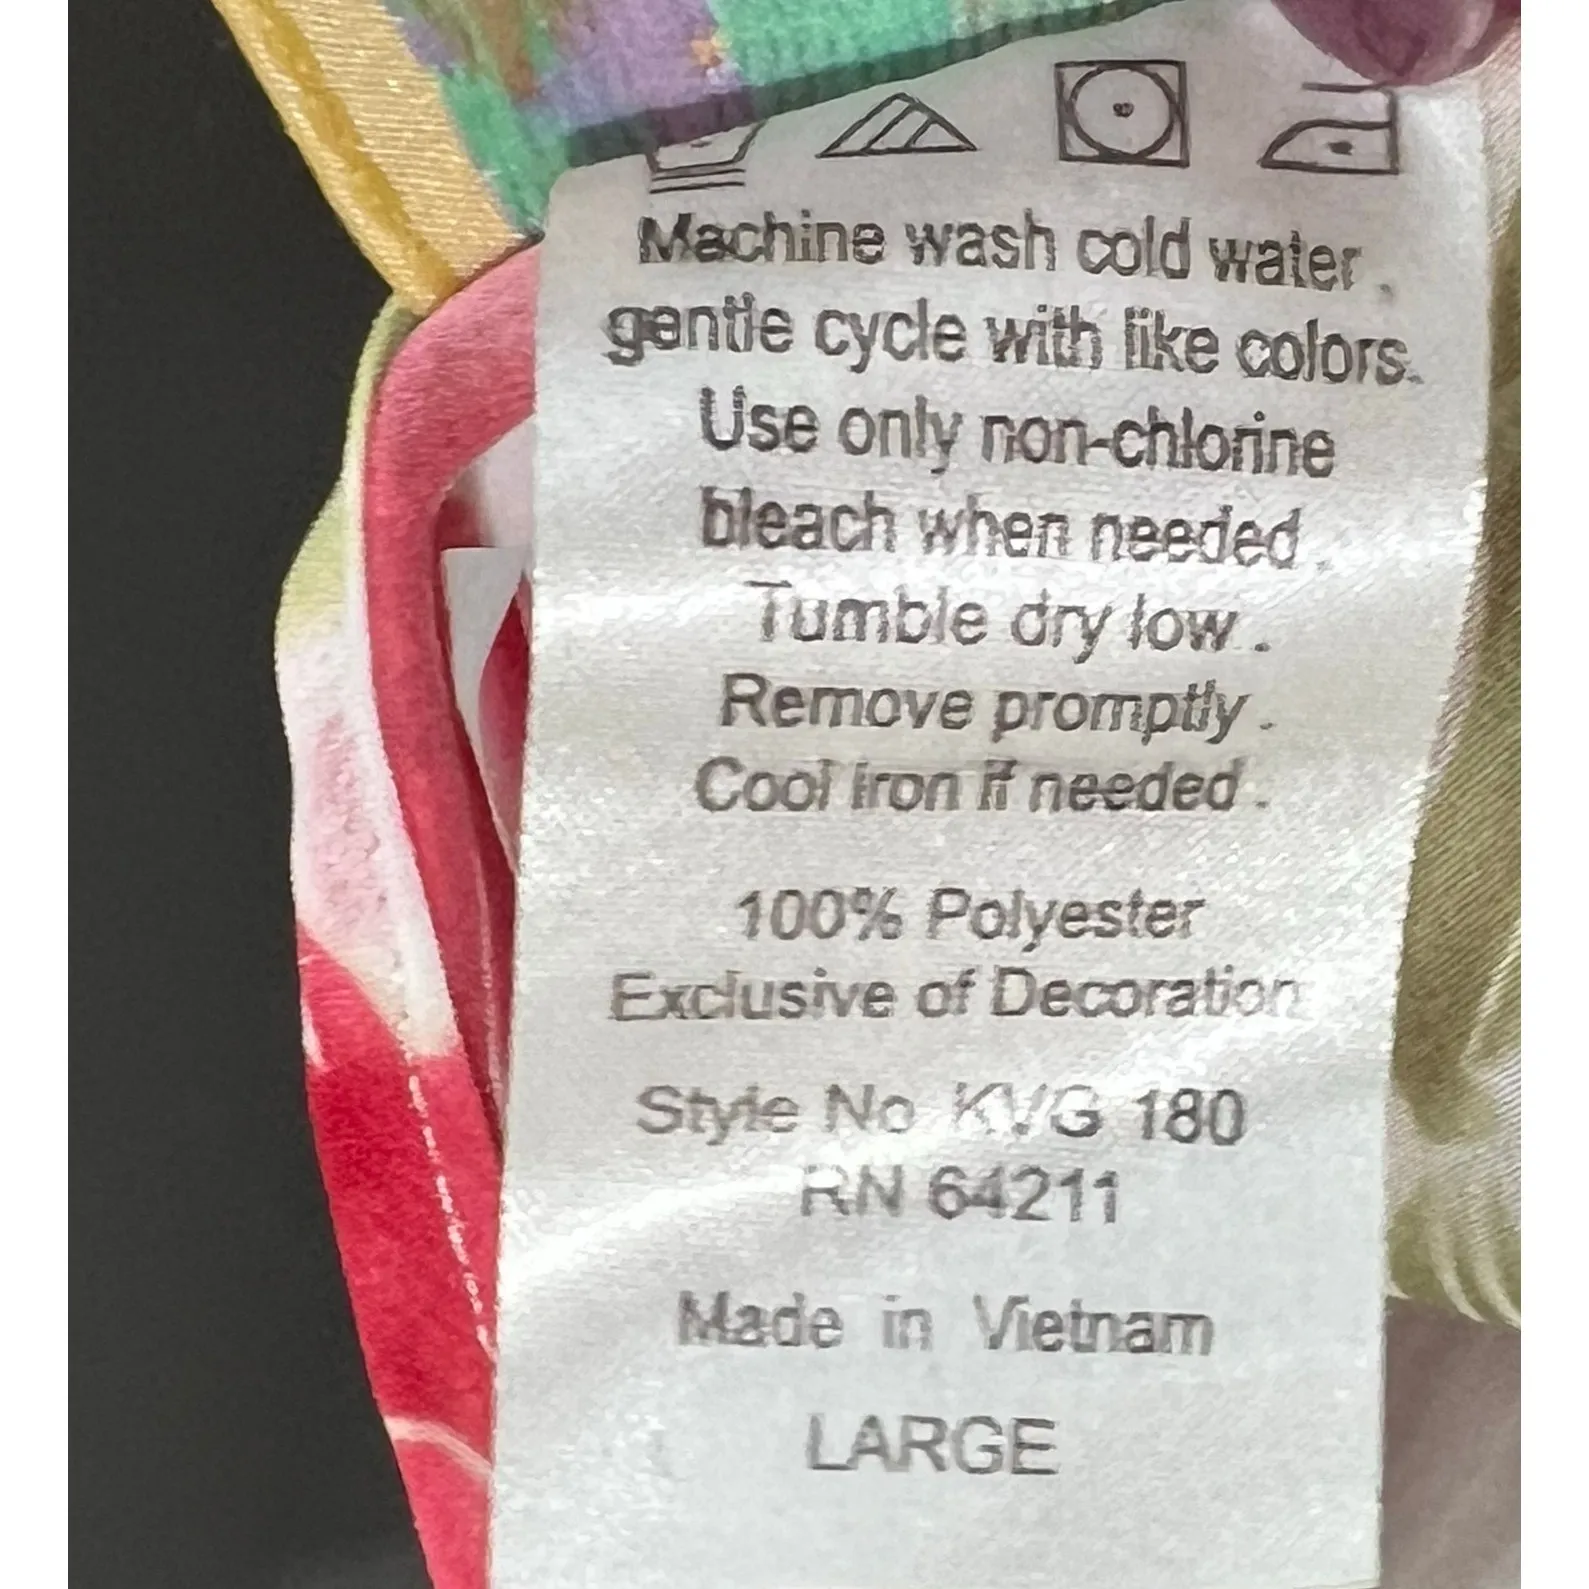 Machine wash cold water .
gentle cycle with like colors.
Use only non-chlorine
bleach when needed .
Tumble dry low .
Remove promptly .
Cool iron if needed .
100% Polyester
Exclusive of Decoration
Style No KVG 180
RN 64211
Made in Vietnam
LARGE